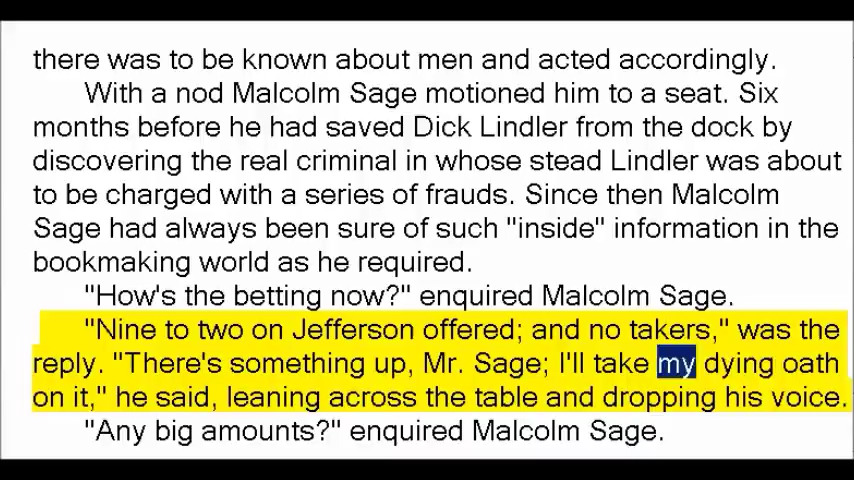 there was to be known about men and acted accordingly.
With a nod Malcolm Sage motioned him to a seat. Six
months before he had saved Dick Lindler from the dock by
discovering the real criminal in whose stead Lindler was about
to be charged with a series of frauds. Since then Malcolm
Sage had always been sure of such "inside" information in the
bookmaking world as he required.
"How's the betting now?" enquired Malcolm Sage.
"Nine to two on Jefferson offered; and no takers," was the
reply. "There's something up, Mr. Sage; I'll take my dying oath
on it," he said, leaning across the table and dropping his voice.
"Any big amounts?" enquired Malcolm Sage.